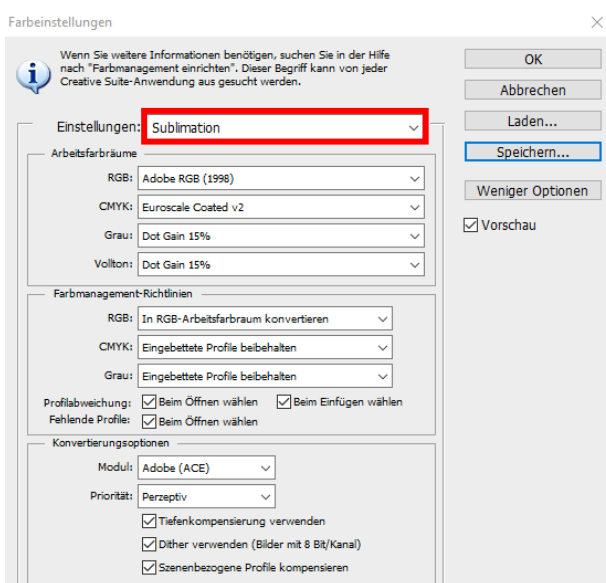 Farbeinstellungen
Wenn Sie weitere Informationen benötigen, suchen Sie in der Hilfe
nach "Farbmanagement einrichten". Dieser Begriff kann von jeder
Creative Suite-Anwendung aus gesucht werden.
OK
Abbrechen
Laden...
Speichern...
Weniger Optionen
Vorschau
Einstellungen: Sublimation
Arbeitsfarbräume
RGB: Adobe RGB (1998)
CMYK: Euroscale Coated v2
Grau: Dot Gain 15%
Vollton: Dot Gain 15%
Farbmanagement-Richtlinien
RGB: In RGB-Arbeitsfarbraum konvertieren
CMYK: Eingebettete Profile beibehalten
Grau: Eingebettete Profile beibehalten
Profilabweichung: Beim Öffnen wählen Beim Einfügen wählen
Fehlende Profile: Beim Öffnen wählen
Konvertierungsoptionen
Modul: Adobe (ACE)
Priorität: Perzeptiv
Tiefenkompensierung verwenden
Dither verwenden (Bilder mit 8 Bit/Kanal)
Szenenbezogene Profile kompensieren